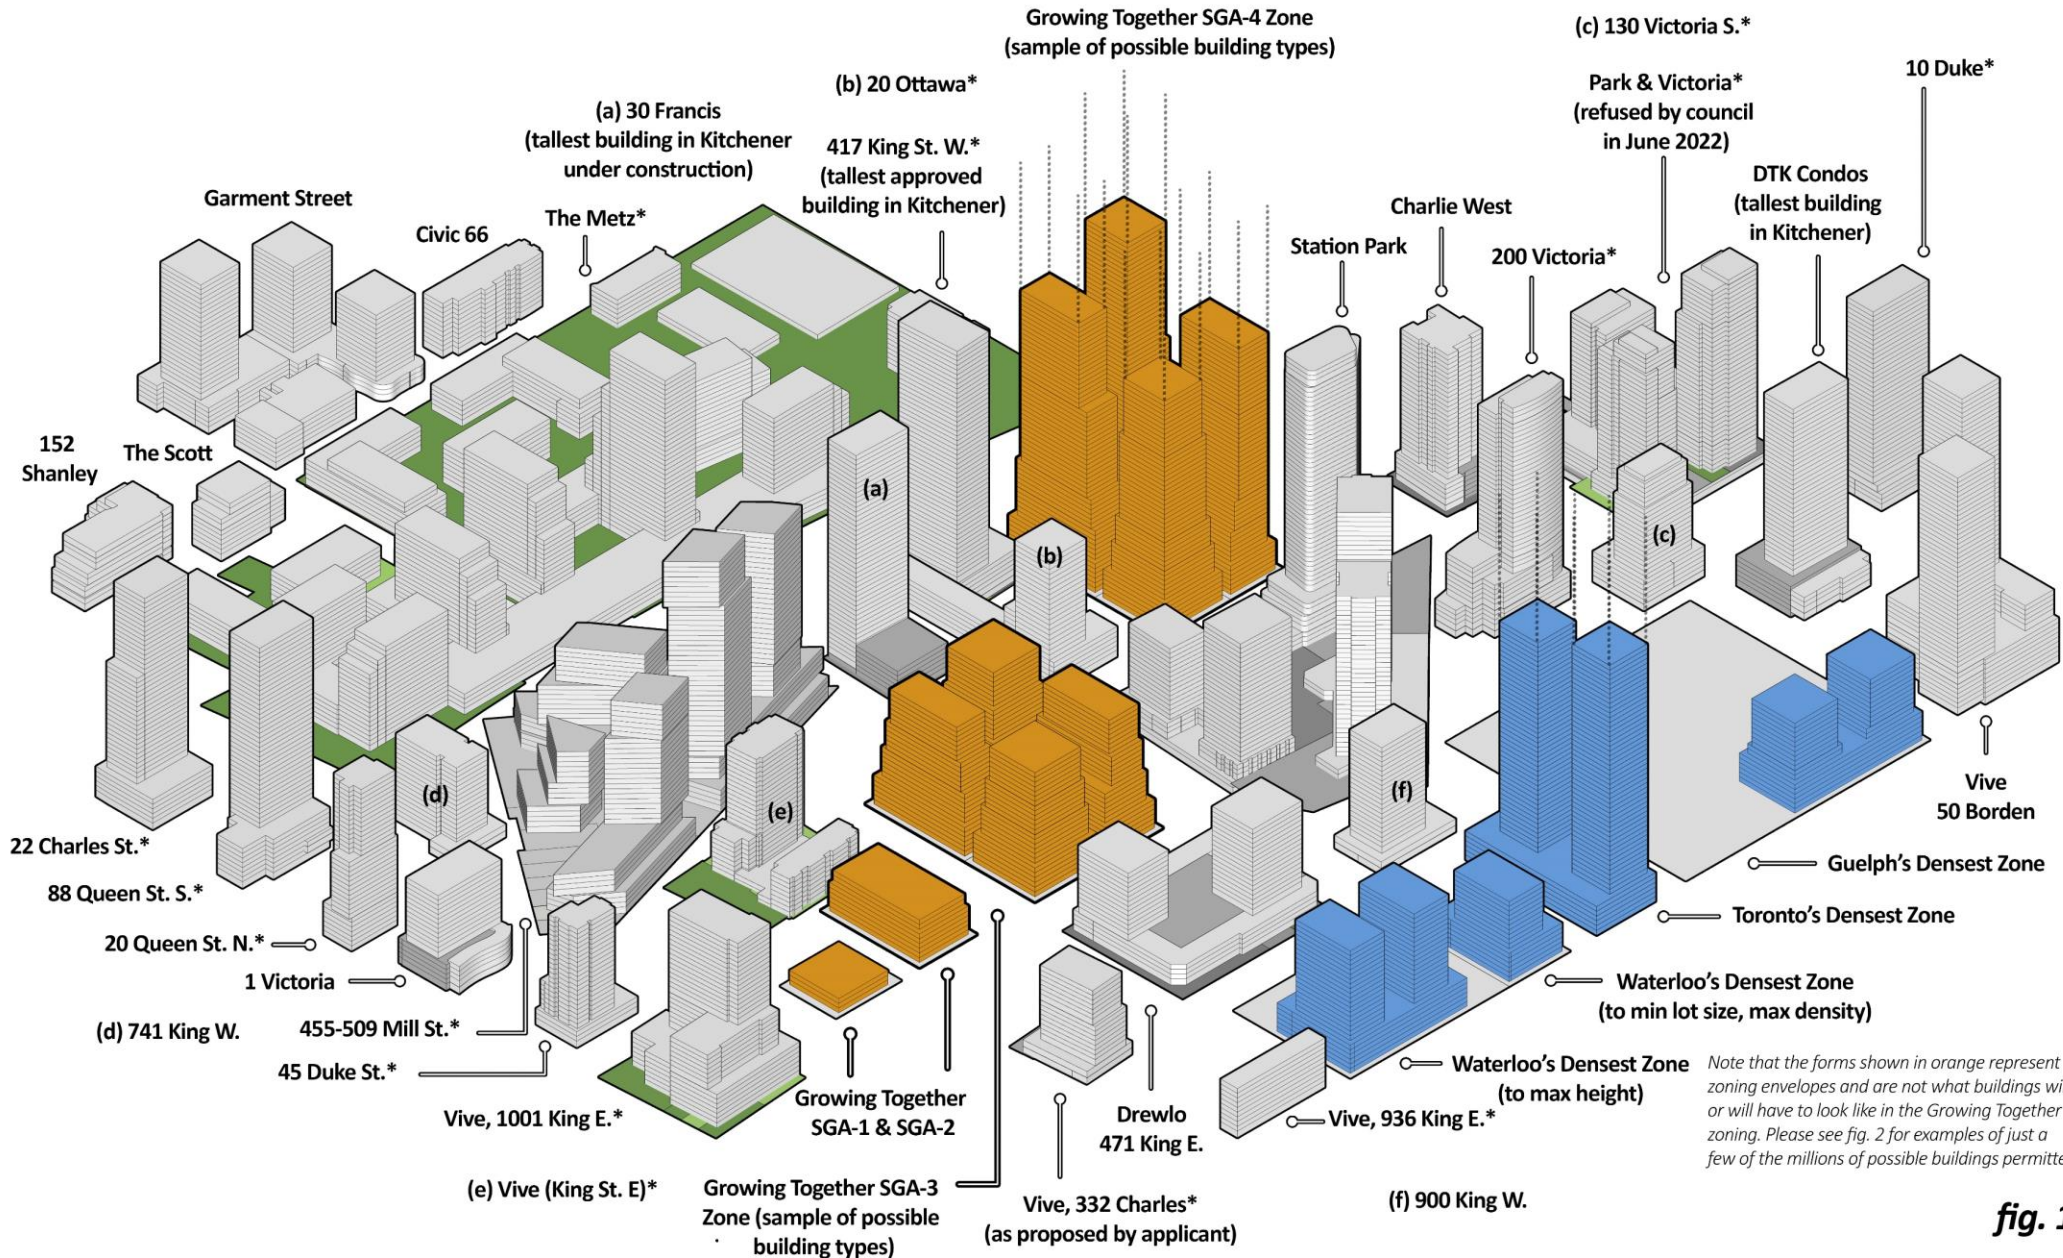 Growing Together SGA-4 Zone
(sample of possible building types)
(c) 130 Victoria S.*
(b) 20 Ottawa*
10 Duke*
Park & Victoria*
(refused by council
in June 2022)
(a) 30 Francis
(tallest building in Kitchener
under construction)
417 King St. W.*
(tallest approved
building in Kitchener)
DTK Condos
(tallest building
in Kitchener)
Garment Street
Civic 66
The Metz*
Charlie West
Station Park
200 Victoria*
152
Shanley
The Scott
(a)
(b)
(c)
(d)
(e)
(f)
Vive
50 Borden
22 Charles St.*
88 Queen St. S.*
20 Queen St. N.*
1 Victoria
(d) 741 King W.
455-509 Mill St.*
45 Duke St.*
Guelph's Densest Zone
Toronto's Densest Zone
Waterloo's Densest Zone
(to min lot size, max density)
Waterloo's Densest Zone
(to max height)
Vive, 1001 King E.*
Growing Together
SGA-1 & SGA-2
Drewlo
471 King E.
Vive, 936 King E.*
(e) Vive (King St. E)*
Growing Together SGA-3
Zone (sample of possible
building types)
Vive, 332 Charles*
(as proposed by applicant)
(f) 900 King W.
Note that the forms shown in orange represent
zoning envelopes and are not what buildings wi
or will have to look like in the Growing Together
zoning. Please see fig. 2 for examples of just a
few of the millions of possible buildings permitte
fig. 1